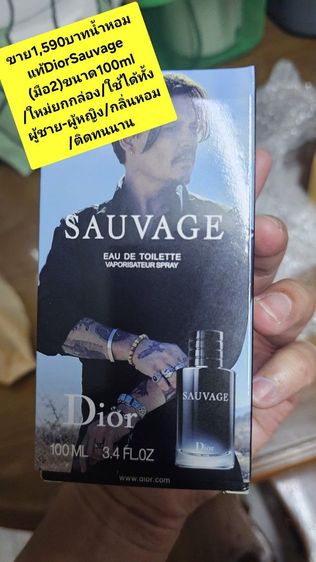 ขาย1,590บาทน้ำหอม
แท้DiorSauvage
(มือ2)ขนาด100ml
/ใหม่ยกกล่อง/ใช้ได้ทั้ง
ผู้ชาย-ผู้หญิง/กลิ่นหอม
/ติดทนนาน
SAUVAGE
EAU DE TOILETTE
VAPORISATEUR SPRAY
SAUVAGE
Dior
Dior
100 ML 3.4 FL.OZ
www.dior.com